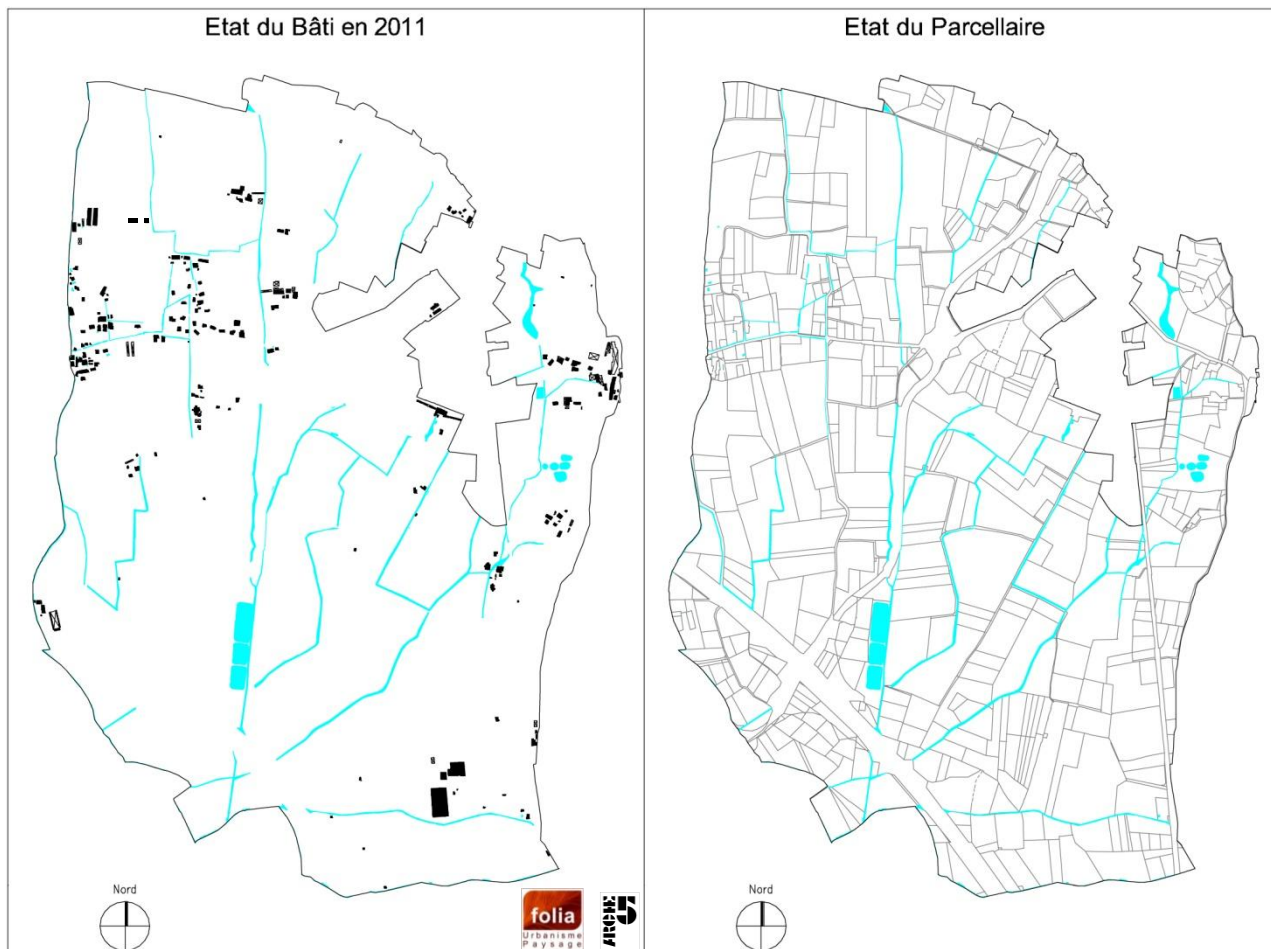 Etat du Bâti en 2011
Etat du Parcellaire
Nord
folia
Urbanisme
Paysage
ARCHE
5
Nord